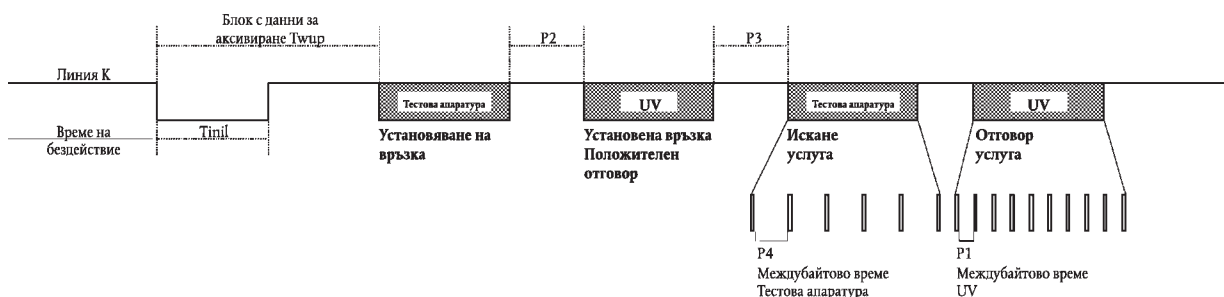 Блок с данни за
аксивиране Twup
P2
P3
Линия K
Тестова апаратура
UV
Тестова апаратура
UV
Време на
бездействие
TiniI
Установяване на
връзка
Установена връзка
Положителен
отговор
Искане
услуга
Отговор
услуга
P4
Междубайтово време
Тестова апаратура
P1
Междубайтово време
UV